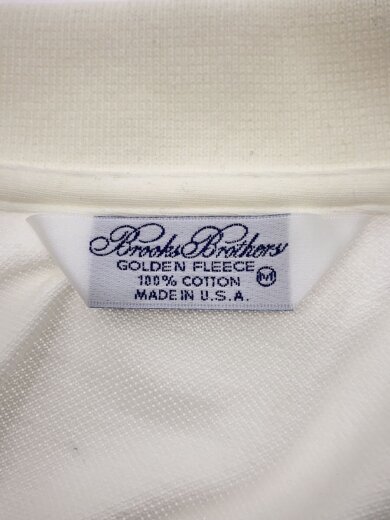 Brooks Brothers
GOLDEN FLEECE M
100% COTTON
MADE IN U.S.A.